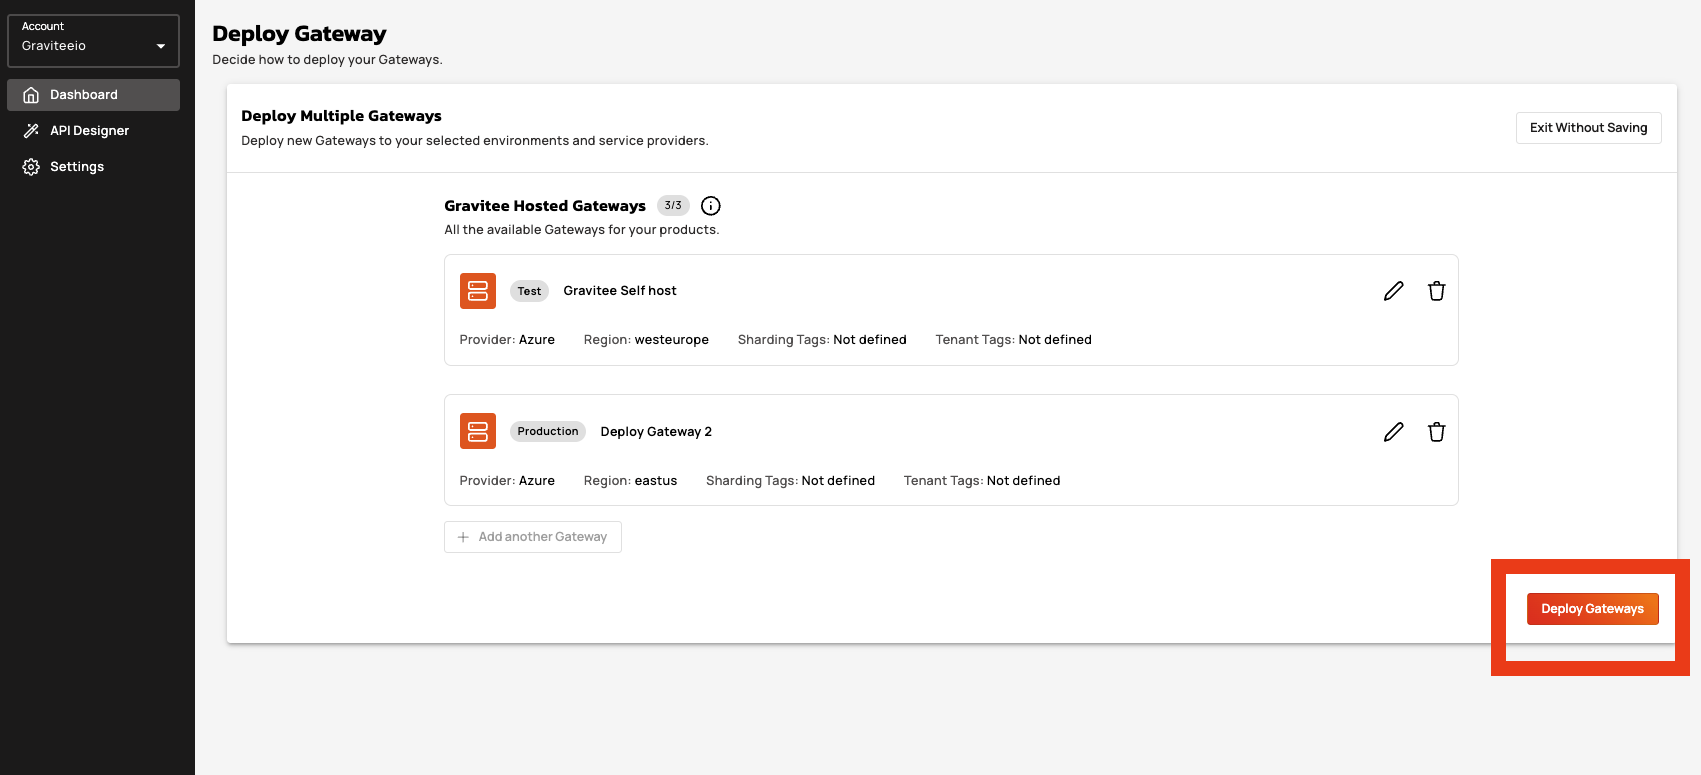 Account
Graviteeio
Dashboard
API Designer
Settings
Deploy Gateway
Decide how to deploy your Gateways.
Deploy Multiple Gateways
Deploy new Gateways to your selected environments and service providers.
Exit Without Saving
Gravitee Hosted Gateways 3/3
All the available Gateways for your products.
Test Gravitee Self host
Provider: Azure Region: westeurope Sharding Tags: Not defined Tenant Tags: Not defined
Production Deploy Gateway 2
Provider: Azure Region: eastus Sharding Tags: Not defined Tenant Tags: Not defined
Add another Gateway
Deploy Gateways